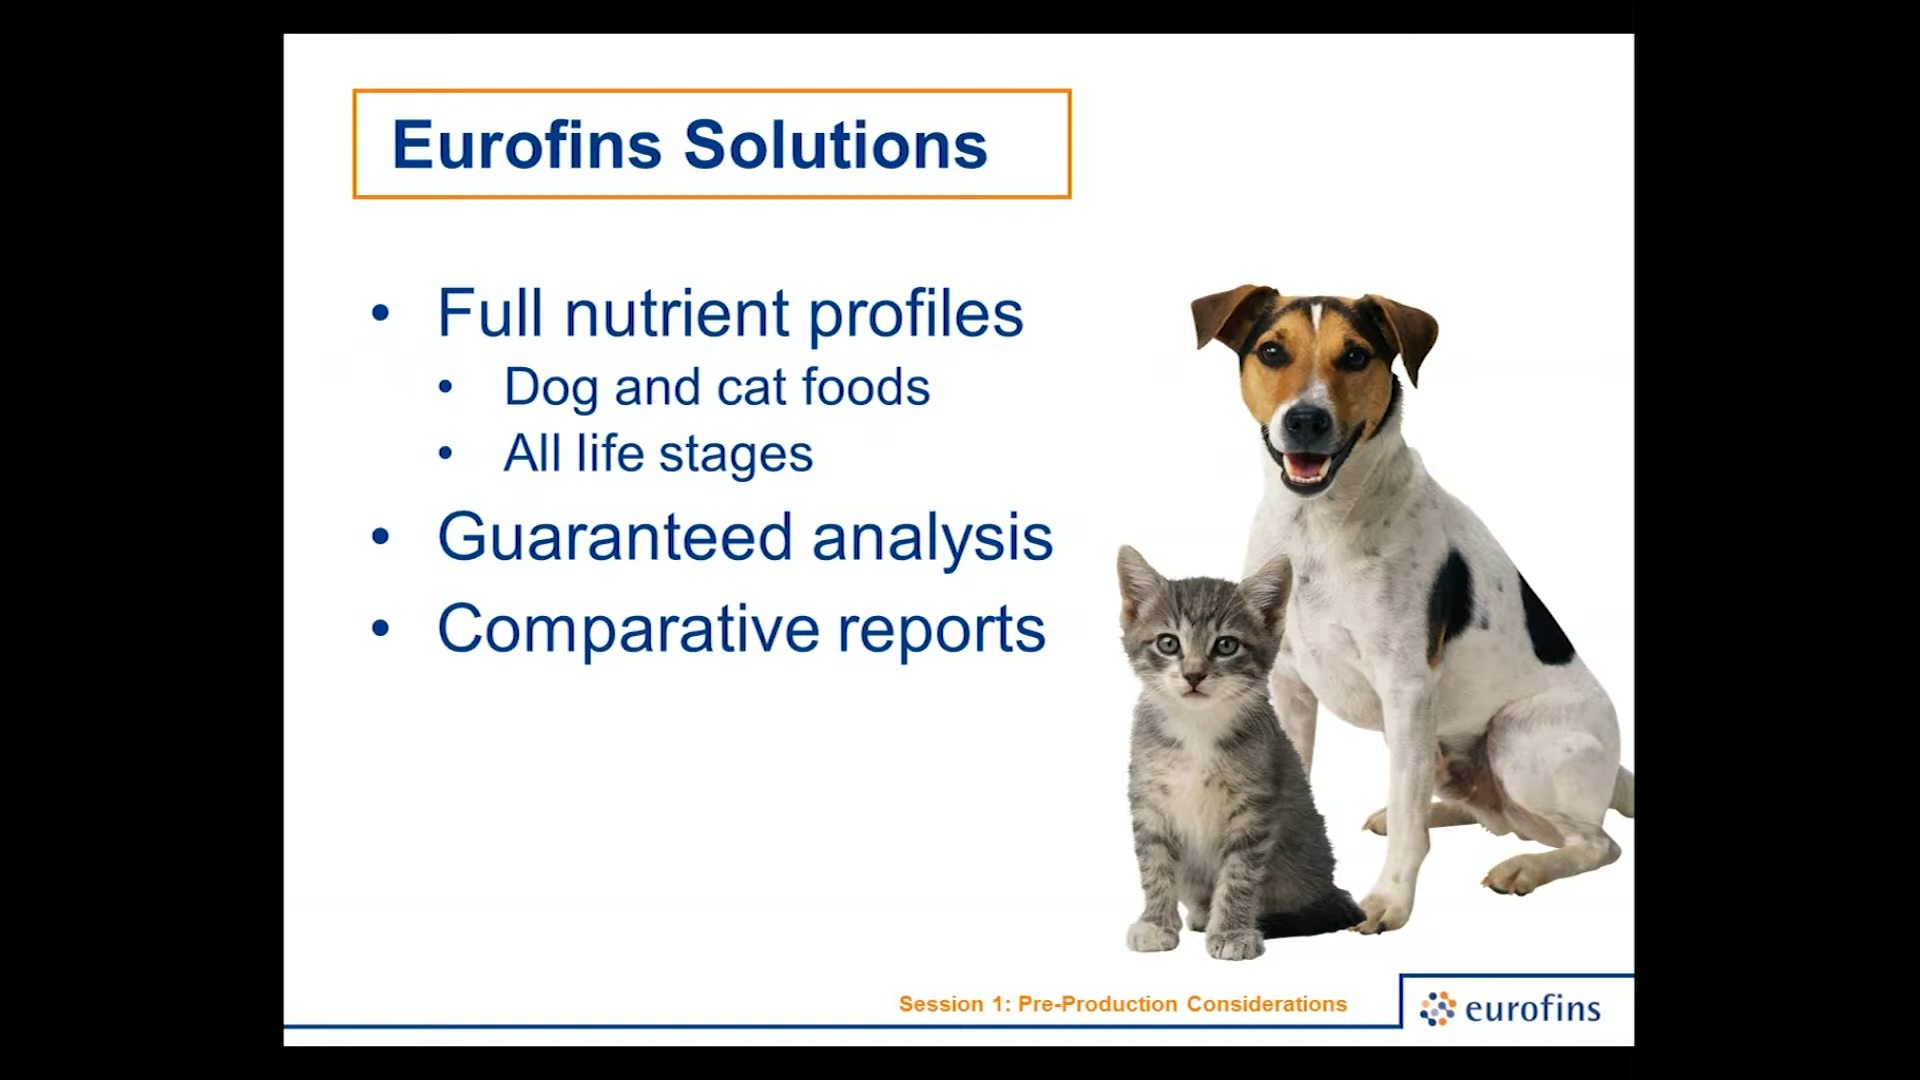 Eurofins Solutions
• Full nutrient profiles
• Dog and cat foods
• All life stages
• Guaranteed analysis
• Comparative reports
Session 1: Pre-Production Considerations
eurofins